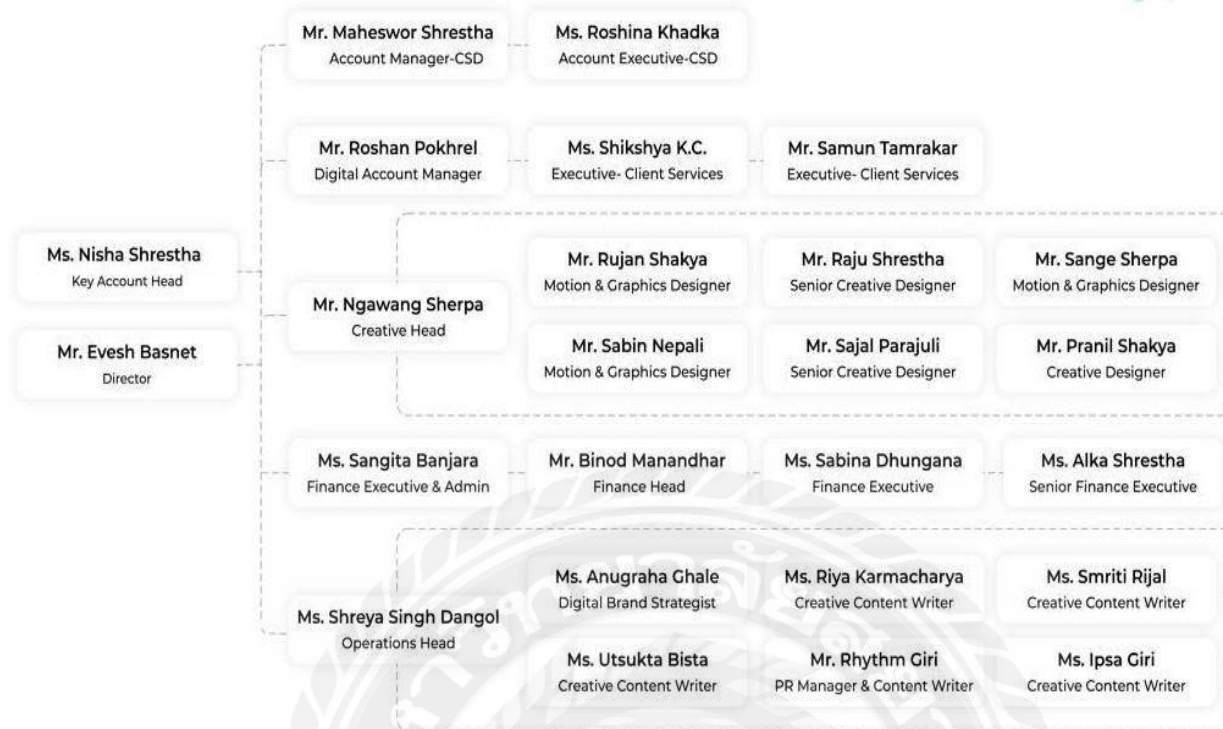 Mr. Maheswor Shrestha
Account Manager-CSD
Ms. Roshina Khadka
Account Executive-CSD
Mr. Roshan Pokhrel
Digital Account Manager
Ms. Shikshya K.C.
Executive- Client Services
Mr. Samun Tamrakar
Executive- Client Services
Ms. Nisha Shrestha
Key Account Head
Mr. Evesh Basnet
Director
Mr. Ngawang Sherpa
Creative Head
Mr. Rujan Shakya
Motion & Graphics Designer
Mr. Raju Shrestha
Senior Creative Designer
Mr. Sange Sherpa
Motion & Graphics Designer
Mr. Sabin Nepali
Motion & Graphics Designer
Mr. Sajal Parajuli
Senior Creative Designer
Mr. Pranil Shakya
Creative Designer
Ms. Sangita Banjara
Finance Executive & Admin
Mr. Binod Manandhar
Finance Head
Ms. Sabina Dhungana
Finance Executive
Ms. Alka Shrestha
Senior Finance Executive
Ms. Shreya Singh Dangol
Operations Head
Ms. Anugraha Ghale
Digital Brand Strategist
Ms. Riya Karmacharya
Creative Content Writer
Ms. Smriti Rijal
Creative Content Writer
Ms. Utsukta Bista
Creative Content Writer
Mr. Rhythm Giri
PR Manager & Content Writer
Ms. Ipsa Giri
Creative Content Writer